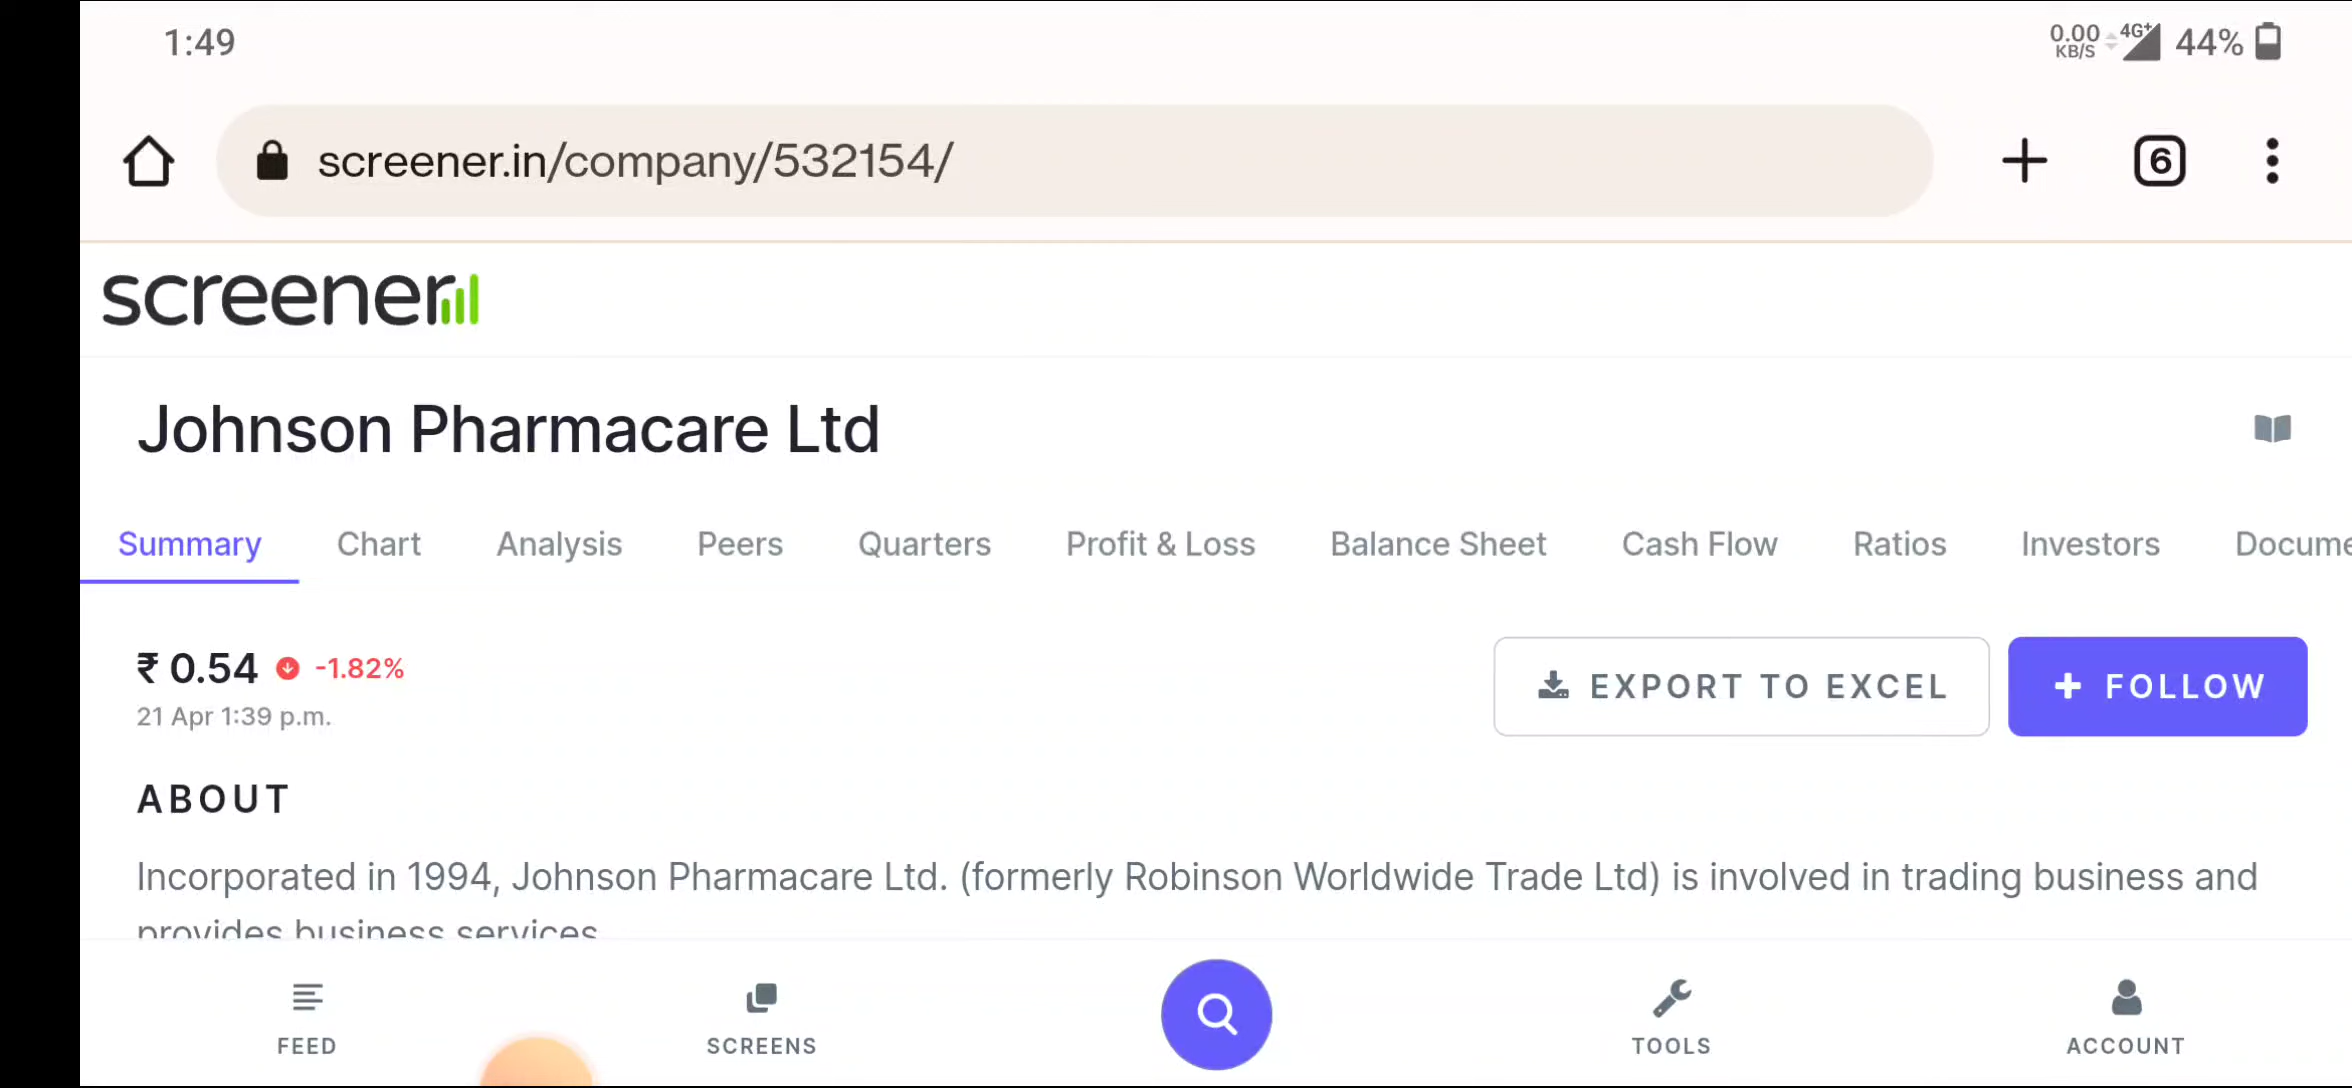 1:49
0.00 KB/S 4G+ 44%
screener.in/company/532154/
6
screener
Johnson Pharmacare Ltd
Summary Chart Analysis Peers Quarters Profit & Loss Balance Sheet Cash Flow Ratios Investors Docume
₹ 0.54 -1.82%
21 Apr 1:39 p.m.
EXPORT TO EXCEL
+ FOLLOW
ABOUT
Incorporated in 1994, Johnson Pharmacare Ltd. (formerly Robinson Worldwide Trade Ltd) is involved in trading business and
provides business services
FEED SCREENS TOOLS ACCOUNT